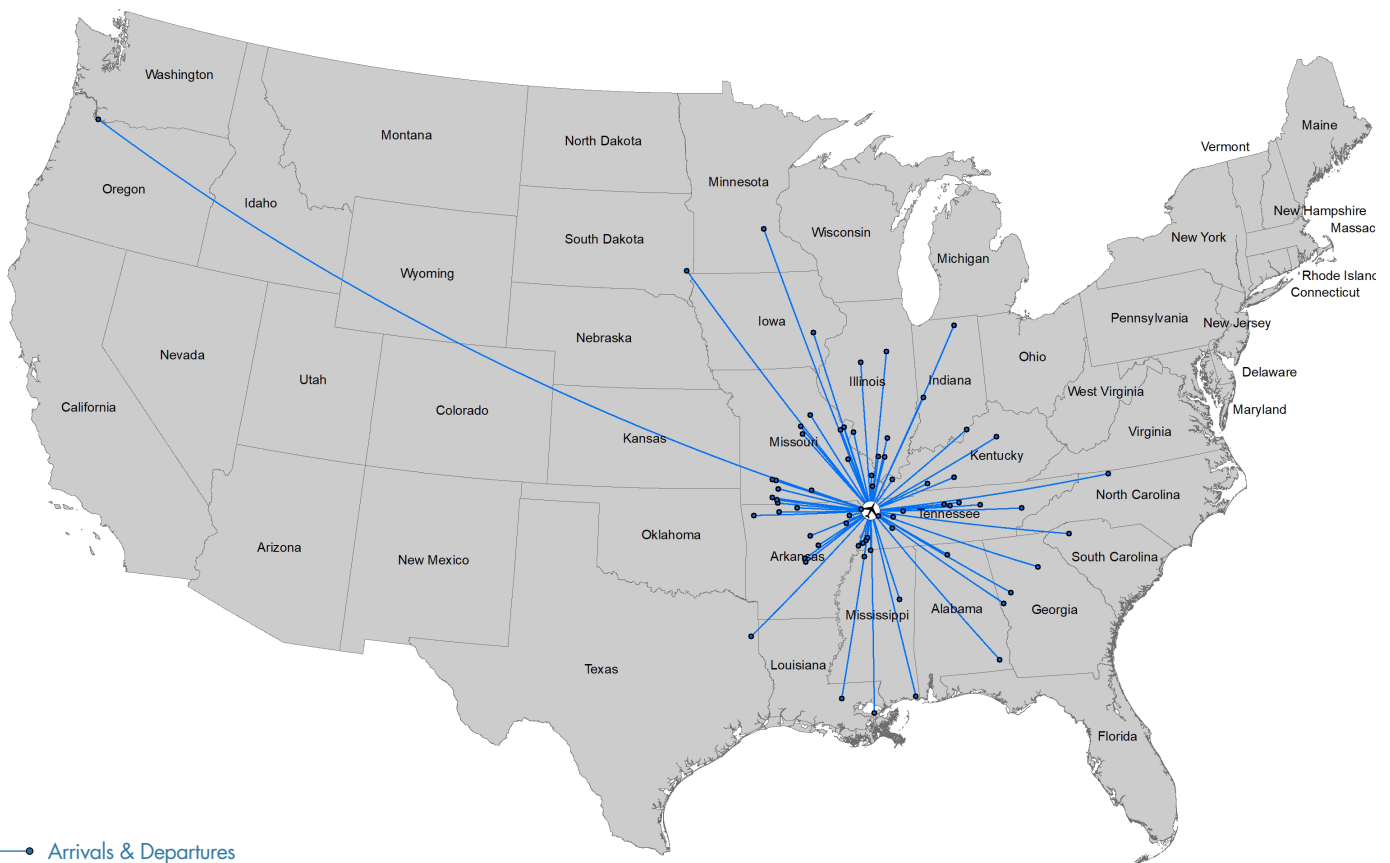 Washington
Montana
North Dakota
Maine
Vermont
Minnesota
Oregon
Idaho
New Hampshire
Massac
Wisconsin
New York
South Dakota
Michigan
Wyoming
Rhode Island
Connecticut
Iowa
Pennsylvania
New Jersey
Nebraska
Nevada
Ohio
Delaware
Utah
Illinois
Indiana
West Virginia
California
Colorado
Maryland
Kansas
Missouri
Virginia
Kentucky
North Carolina
Tennessee
Oklahoma
Arizona
New Mexico
Arkansas
South Carolina
Mississippi
Alabama
Georgia
Texas
Louisiana
Florida
Arrivals & Departures